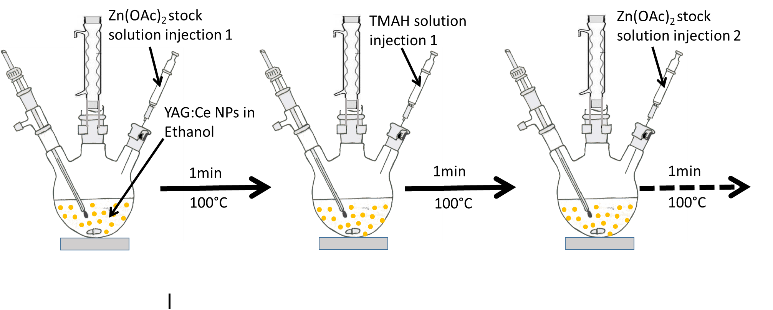 Zn(OAc)2 stock
solution injection 1
YAG:Ce NPs in
Ethanol
1min
100°C
TMAH solution
injection 1
1min
100°C
Zn(OAc)2 stock
solution injection 2
1min
100°C